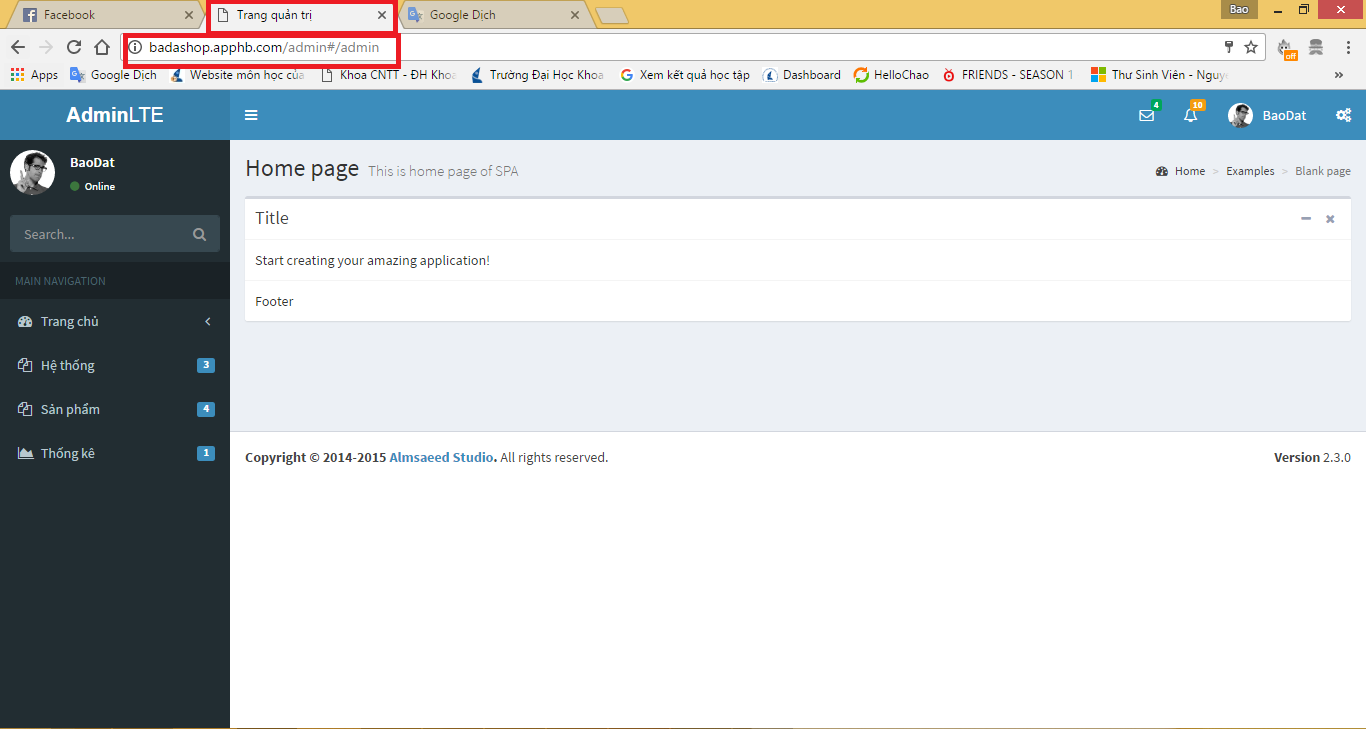 Facebook
Trang quản trị
Google Dịch
Bao
badashop.apphb.com/admin#/admin
off
Apps
Google Dịch
Website môn học của
Khoa CNTT - ĐH Khoa
Trường Đại Học Khoa
Xem kết quả học tập
Dashboard
HelloChao
FRIENDS - SEASON 1
Thư Sinh Viên - Nguy
»
AdminLTE
4
10
BaoDat
BaoDat
Online
Home page This is home page of SPA
Home > Examples > Blank page
Search...
Title
MAIN NAVIGATION
Start creating your amazing application!
Footer
Trang chủ
Hệ thống 3
Sản phẩm 4
Thống kê 1
Copyright © 2014-2015 Almsaeed Studio. All rights reserved.
Version 2.3.0